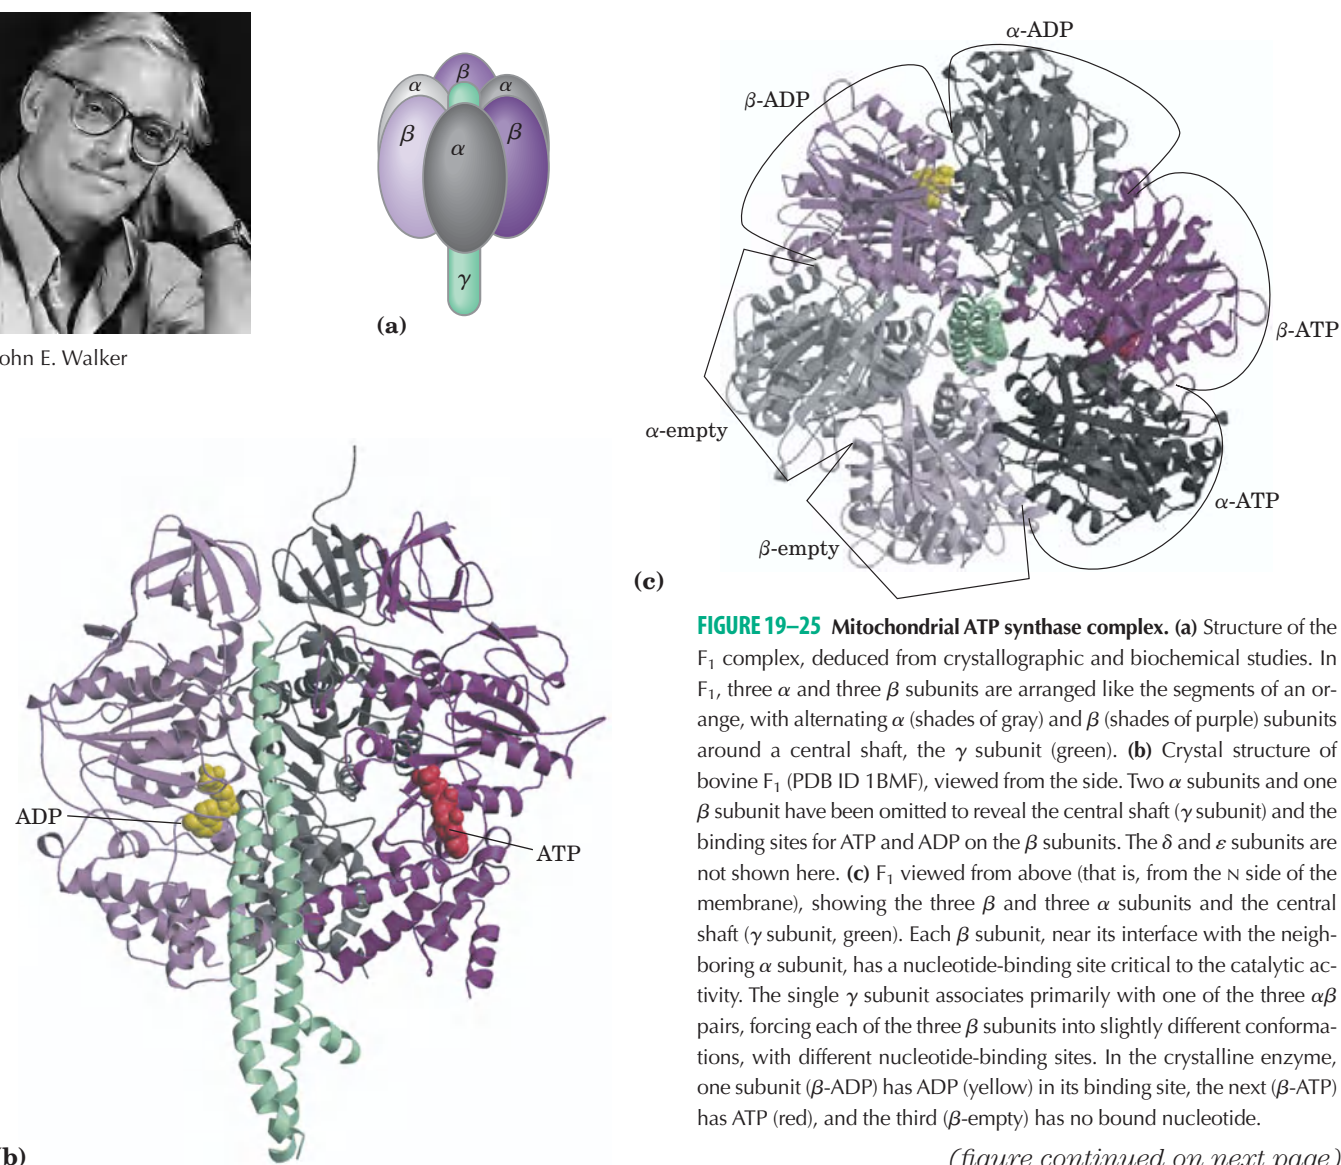 β
α
α
β
β
α
γ
(a)
ohn E. Walker
α-ADP
β-ADP
β-ATP
α-empty
α-ATP
β-empty
(c)
ADP
ATP
b)
FIGURE 19–25 Mitochondrial ATP synthase complex. (a) Structure of the
F₁ complex, deduced from crystallographic and biochemical studies. In
F₁, three α and three β subunits are arranged like the segments of an or-
ange, with alternating α (shades of gray) and β (shades of purple) subunits
around a central shaft, the γ subunit (green). (b) Crystal structure of
bovine F₁ (PDB ID 1BMF), viewed from the side. Two α subunits and one
β subunit have been omitted to reveal the central shaft (γ subunit) and the
binding sites for ATP and ADP on the β subunits. The δ and ε subunits are
not shown here. (c) F₁ viewed from above (that is, from the N side of the
membrane), showing the three β and three α subunits and the central
shaft (γ subunit, green). Each β subunit, near its interface with the neigh-
boring α subunit, has a nucleotide-binding site critical to the catalytic ac-
tivity. The single γ subunit associates primarily with one of the three αβ
pairs, forcing each of the three β subunits into slightly different conforma-
tions, with different nucleotide-binding sites. In the crystalline enzyme,
one subunit (β-ADP) has ADP (yellow) in its binding site, the next (β-ATP)
has ATP (red), and the third (β-empty) has no bound nucleotide.
(figure continued on next page)